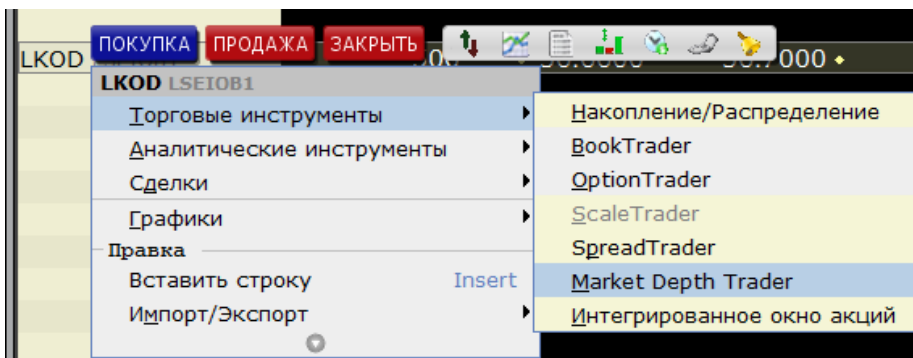 ПОКУПКА ПРОДАЖА ЗАКРЫТЬ
LKOD
LKOD LSEIOB1
Торговые инструменты
Аналитические инструменты
Сделки
Графики
Правка
Вставить строку Insert
Импорт/Экспорт
Накопление/Распределение
BookTrader
OptionTrader
ScaleTrader
SpreadTrader
Market Depth Trader
Интегрированное окно акций